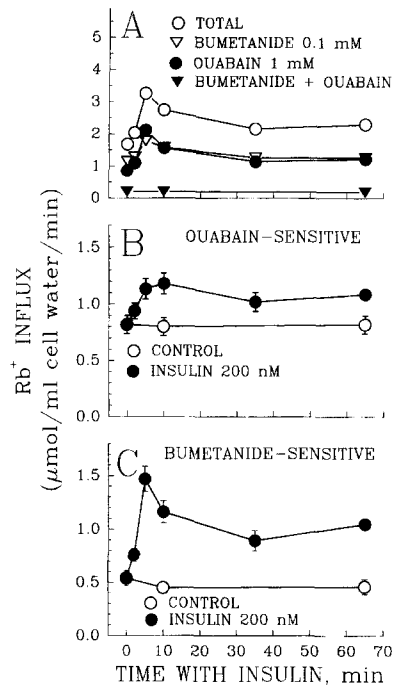 A
TOTAL
BUMETANIDE 0.1 mM
OUABAIN 1 mM
BUMETANIDE + OUABAIN
5
4
3
2
1
0
B
OUABAIN-SENSITIVE
1.5
1.0
0.5
0.0
CONTROL
INSULIN 200 nM
Rb⁺ INFLUX
(μmol/ml cell water/min)
C
BUMETANIDE-SENSITIVE
1.5
1.0
0.5
0.0
CONTROL
INSULIN 200 nM
0 10 20 30 40 50 60 70
TIME WITH INSULIN, min